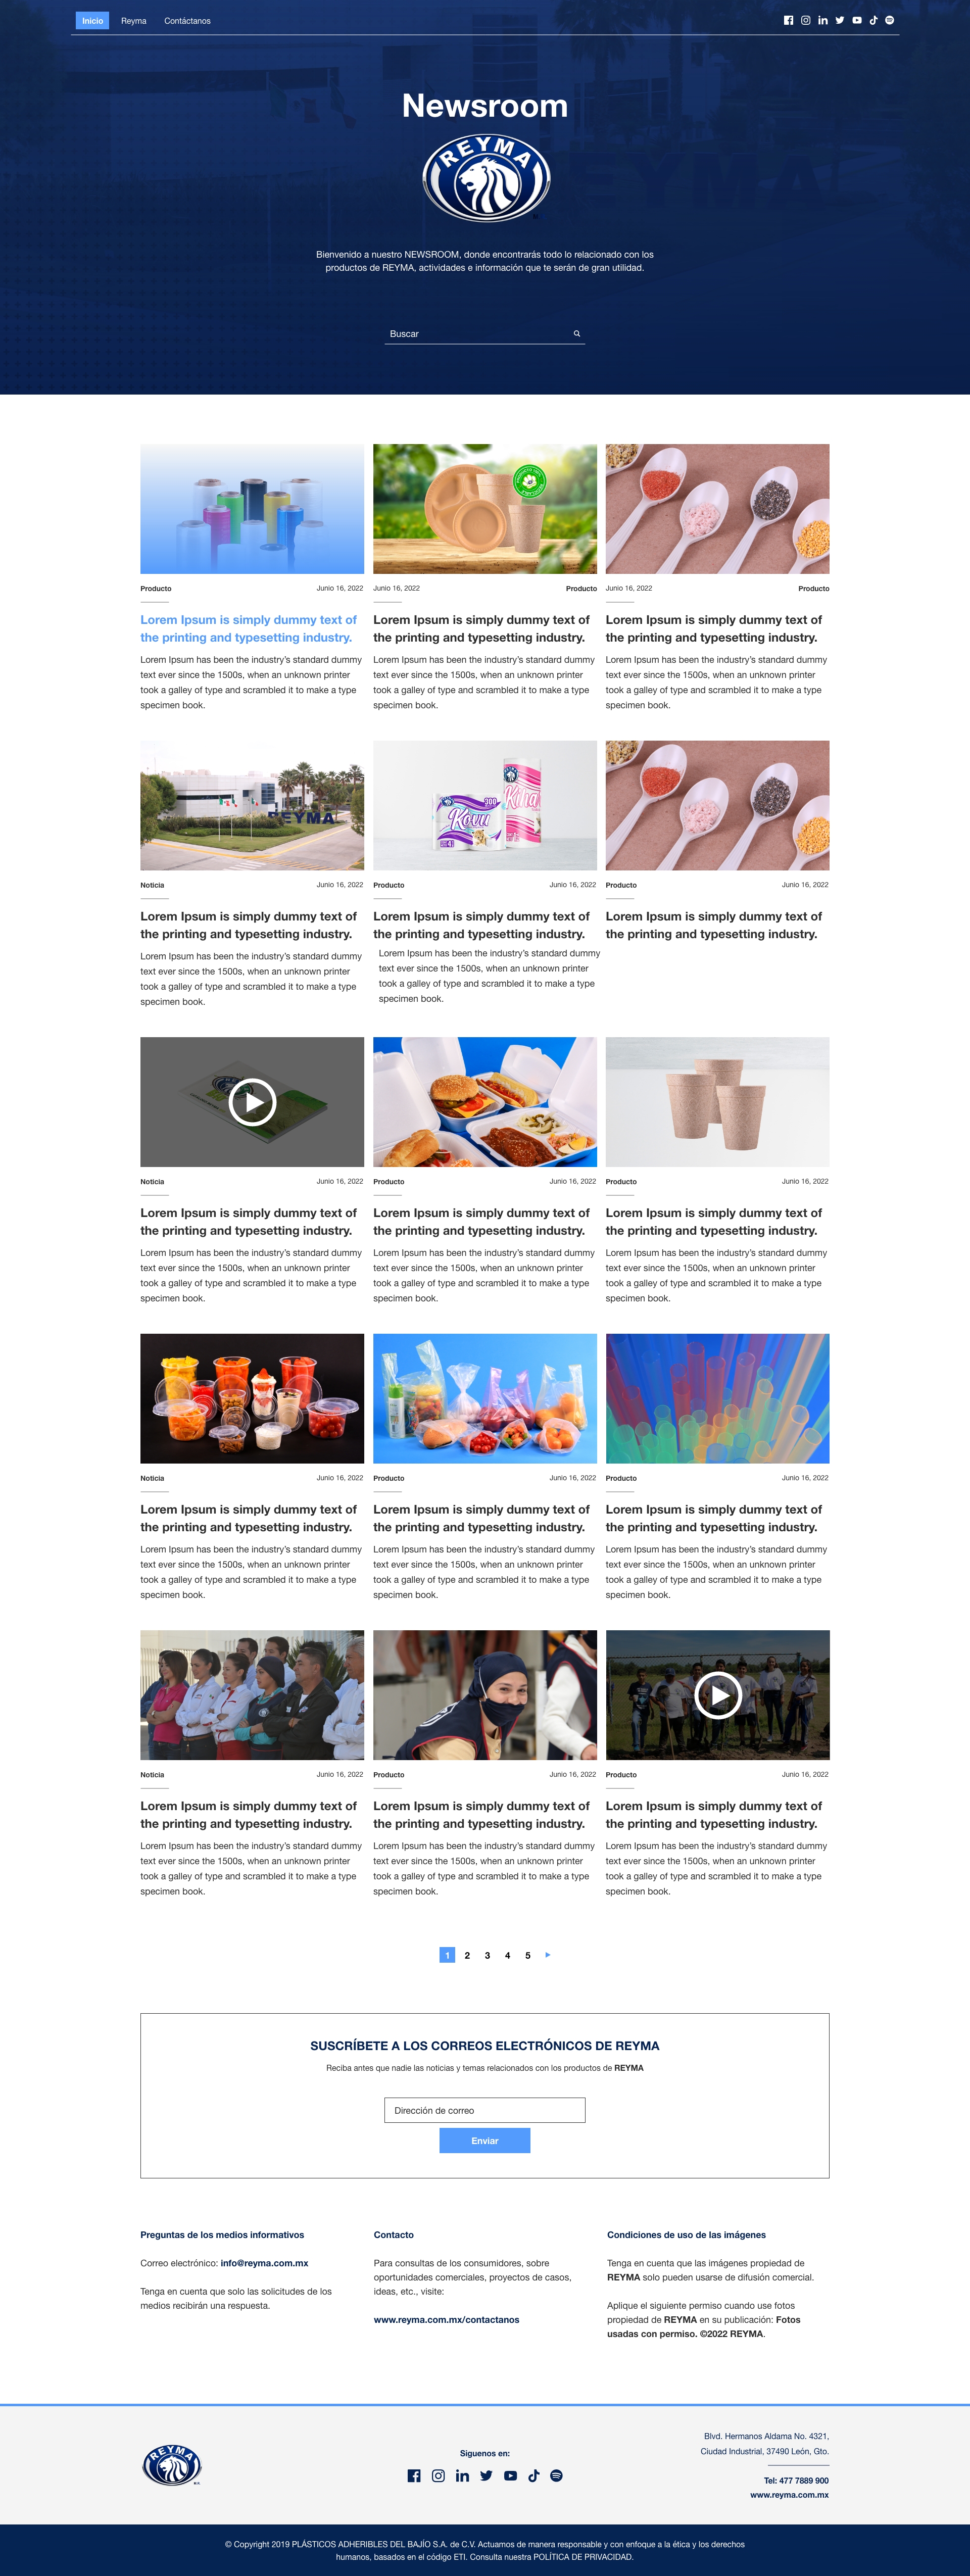 Inicio
Reyma
Contáctanos
Newsroom
REYMA
Bienvenido a nuestro NEWSROOM, donde encontrarás todo lo relacionado con los
productos de REYMA, actividades e información que te serán de gran utilidad.
Buscar
Producto
Junio 16, 2022
Lorem Ipsum is simply dummy text of
the printing and typesetting industry.
Lorem Ipsum has been the industry's standard dummy
text ever since the 1500s, when an unknown printer
took a galley of type and scrambled it to make a type
specimen book.
Junio 16, 2022
Producto
Lorem Ipsum is simply dummy text of
the printing and typesetting industry.
Lorem Ipsum has been the industry's standard dummy
text ever since the 1500s, when an unknown printer
took a galley of type and scrambled it to make a type
specimen book.
Junio 16, 2022
Producto
Lorem Ipsum is simply dummy text of
the printing and typesetting industry.
Lorem Ipsum has been the industry's standard dummy
text ever since the 1500s, when an unknown printer
took a galley of type and scrambled it to make a type
specimen book.
REYMA
Noticia
Junio 16, 2022
Lorem Ipsum is simply dummy text of
the printing and typesetting industry.
Lorem Ipsum has been the industry's standard dummy
text ever since the 1500s, when an unknown printer
took a galley of type and scrambled it to make a type
specimen book.
300
Producto
Junio 16, 2022
Lorem Ipsum is simply dummy text of
the printing and typesetting industry.
Lorem Ipsum has been the industry's standard dummy
text ever since the 1500s, when an unknown printer
took a galley of type and scrambled it to make a type
specimen book.
Producto
Junio 16, 2022
Lorem Ipsum is simply dummy text of
the printing and typesetting industry.
Noticia
Junio 16, 2022
Lorem Ipsum is simply dummy text of
the printing and typesetting industry.
Lorem Ipsum has been the industry's standard dummy
text ever since the 1500s, when an unknown printer
took a galley of type and scrambled it to make a type
specimen book.
Producto
Junio 16, 2022
Lorem Ipsum is simply dummy text of
the printing and typesetting industry.
Lorem Ipsum has been the industry's standard dummy
text ever since the 1500s, when an unknown printer
took a galley of type and scrambled it to make a type
specimen book.
Producto
Junio 16, 2022
Lorem Ipsum is simply dummy text of
the printing and typesetting industry.
Lorem Ipsum has been the industry's standard dummy
text ever since the 1500s, when an unknown printer
took a galley of type and scrambled it to make a type
specimen book.
Noticia
Junio 16, 2022
Lorem Ipsum is simply dummy text of
the printing and typesetting industry.
Lorem Ipsum has been the industry's standard dummy
text ever since the 1500s, when an unknown printer
took a galley of type and scrambled it to make a type
specimen book.
Producto
Junio 16, 2022
Lorem Ipsum is simply dummy text of
the printing and typesetting industry.
Lorem Ipsum has been the industry's standard dummy
text ever since the 1500s, when an unknown printer
took a galley of type and scrambled it to make a type
specimen book.
Producto
Junio 16, 2022
Lorem Ipsum is simply dummy text of
the printing and typesetting industry.
Lorem Ipsum has been the industry's standard dummy
text ever since the 1500s, when an unknown printer
took a galley of type and scrambled it to make a type
specimen book.
Noticia
Junio 16, 2022
Lorem Ipsum is simply dummy text of
the printing and typesetting industry.
Lorem Ipsum has been the industry's standard dummy
text ever since the 1500s, when an unknown printer
took a galley of type and scrambled it to make a type
specimen book.
Producto
Junio 16, 2022
Lorem Ipsum is simply dummy text of
the printing and typesetting industry.
Lorem Ipsum has been the industry's standard dummy
text ever since the 1500s, when an unknown printer
took a galley of type and scrambled it to make a type
specimen book.
Producto
Junio 16, 2022
Lorem Ipsum is simply dummy text of
the printing and typesetting industry.
Lorem Ipsum has been the industry's standard dummy
text ever since the 1500s, when an unknown printer
took a galley of type and scrambled it to make a type
specimen book.
1 2 3 4 5
SUSCRÍBETE A LOS CORREOS ELECTRÓNICOS DE REYMA
Reciba antes que nadie las noticias y temas relacionados con los productos de REYMA
Dirección de correo
Enviar
Preguntas de los medios informativos
Correo electrónico: info@reyma.com.mx
Tenga en cuenta que solo las solicitudes de los
medios recibirán una respuesta.
Contacto
Para consultas de los consumidores, sobre
oportunidades comerciales, proyectos de casos,
ideas, etc., visite:
www.reyma.com.mx/contactanos
Condiciones de uso de las imágenes
Tenga en cuenta que las imágenes propiedad de
REYMA solo pueden usarse de difusión comercial.
Aplique el siguiente permiso cuando use fotos
propiedad de REYMA en su publicación: Fotos
usadas con permiso. ©2022 REYMA.
REYMA
Síguenos en:
Blvd. Hermanos Aldama No. 4321,
Ciudad Industrial, 37490 León, Gto.
Tel: 477 7889 900
www.reyma.com.mx
© Copyright 2019 PLÁSTICOS ADHERIBLES DEL BAJÍO S.A. de C.V. Actuamos de manera responsable y con enfoque a la ética y los derechos
humanos, basados en el código ETI. Consulta nuestra POLÍTICA DE PRIVACIDAD.